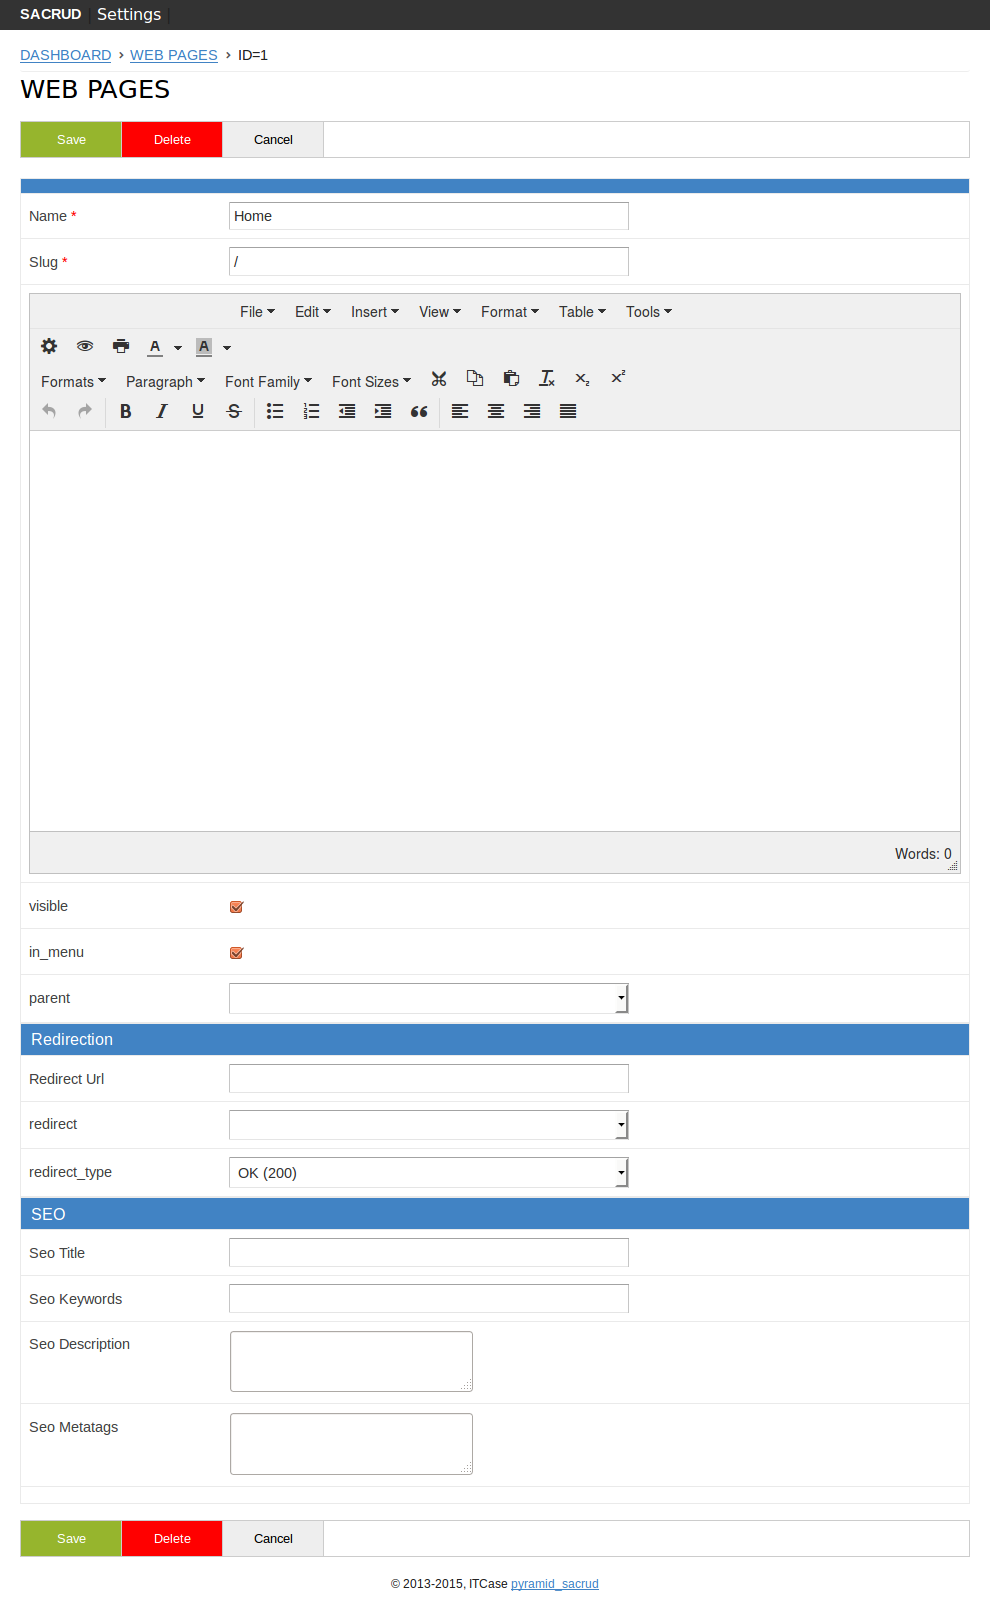 SACRUD | Settings |
DASHBOARD › WEB PAGES › ID=1
WEB PAGES
Save Delete Cancel
Name *
Home
Slug *
/
File Edit Insert View Format Table Tools
A A
Formats Paragraph Font Family Font Sizes
B I U S
Words: 0
visible
in_menu
parent
Redirection
Redirect Url
redirect
redirect_type
OK (200)
SEO
Seo Title
Seo Keywords
Seo Description
Seo Metatags
Save Delete Cancel
© 2013-2015, ITCase pyramid_sacrud